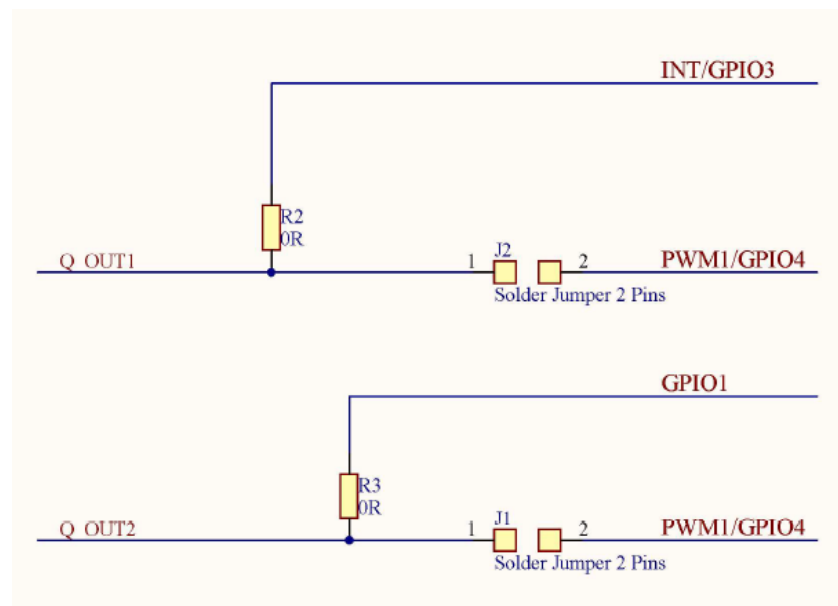 INT/GPIO3
R2
0R
Q OUT1
1
J2
2
PWM1/GPIO4
Solder Jumper 2 Pins
GPIO1
R3
0R
Q OUT2
1
J1
2
PWM1/GPIO4
Solder Jumper 2 Pins